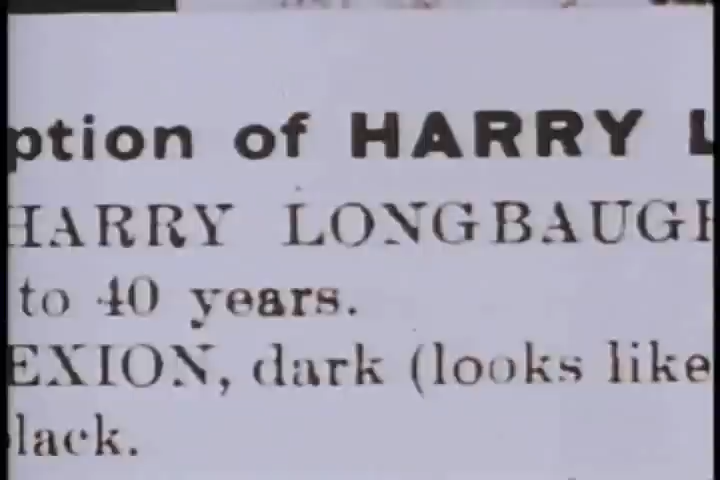 ption of HARRY L
HARRY LONGBAUGH
to 40 years.
EXION, dark (looks like
lack.